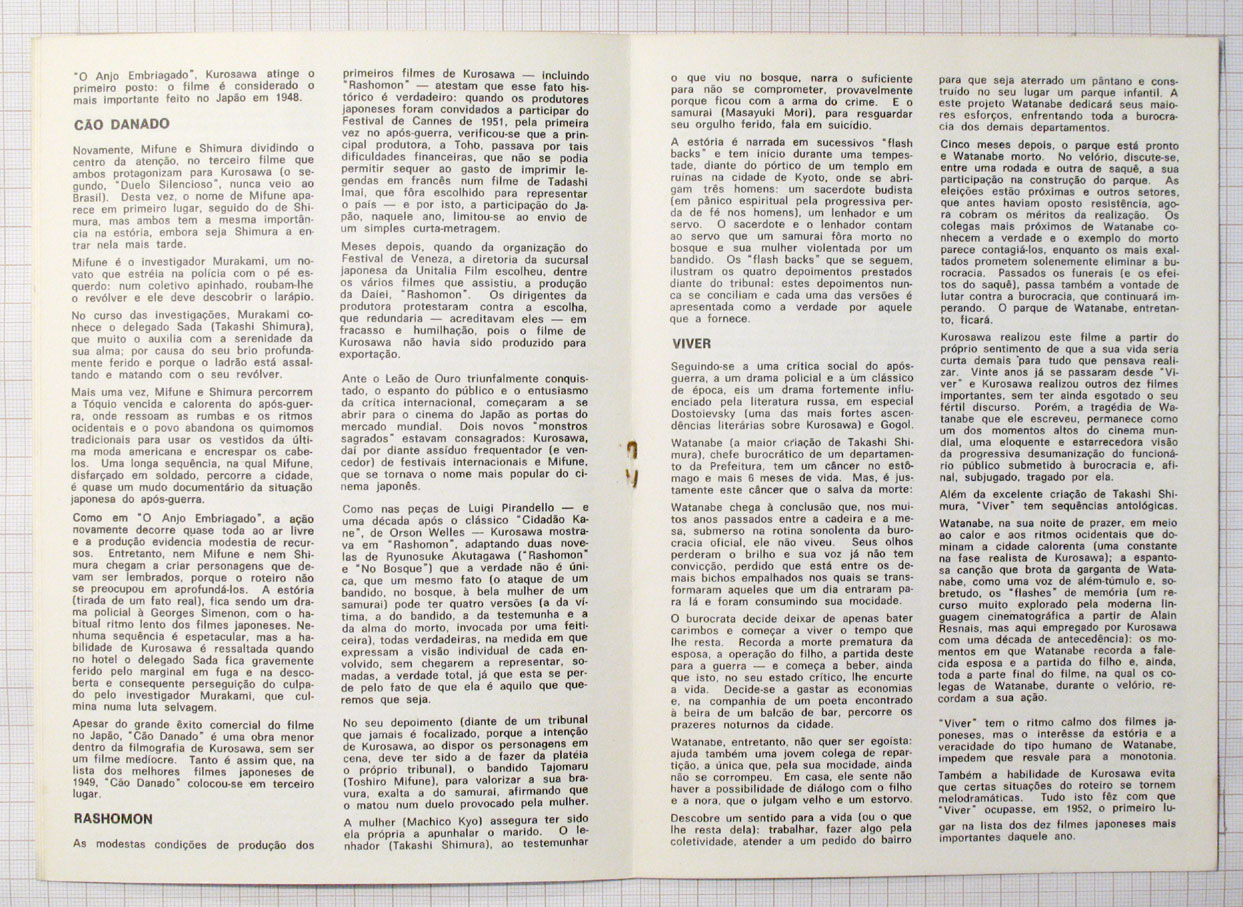 "O Anjo Embriagado", Kurosawa atinge o
primeiro posto: o filme é considerado o
mais importante feito no Japão em 1948.
CÃO DANADO
Novamente, Mifune e Shimura dividindo o
centro da atenção, no terceiro filme que
ambos protagonizam para Kurosawa (o se-
gundo, "Duelo Silencioso", nunca veio ao
Brasil). Desta vez, o nome de Mifune apa-
rece em primeiro lugar, seguido do de Shi-
mura, mas ambos tem a mesma importân-
cia na estória, embora seja Shimura a en-
trar nela mais tarde.
Mifune é o investigador Murakami, um no-
vato que estréia na polícia com o pé es-
querdo: num coletivo apinhado, roubam-lhe
o revólver e ele deve descobrir o larápio.
No curso das investigações, Murakami co-
nhece o delegado Sada (Takashi Shimura),
que muito o auxilia com a serenidade da
sua alma; por causa do seu brio profunda-
mente ferido e porque o ladrão está assal-
tando e matando com o seu revólver.
Mais uma vez, Mifune e Shimura percorrem
a Tóquio vencida e calorenta do após-guer-
ra, onde ressoam as rumbas e os ritmos
ocidentais e o povo abandona os quimomos
tradicionais para usar os vestidos da últi-
ma moda americana e encrespar os cabe-
los. Uma longa sequência, na qual Mifune,
disfarçado em soldado, percorre a cidade,
é quase um mudo documentário da situação
japonesa do após-guerra.
Como em "O Anjo Embriagado", a ação
novamente decorre quase toda ao ar livre
e a produção evidencia modestia de recur-
sos. Entretanto, nem Mifune e nem Shi-
mura chegam a criar personagens que de-
vam ser lembrados, porque o roteiro não
se preocupou em aprofundá-los. A estória
(tirada de um fato real), fica sendo um dra-
ma policial à Georges Simenon, com o ha-
bitual ritmo lento dos filmes japoneses. Ne-
nhuma sequência é espetacular, mas a ha-
bilidade de Kurosawa é ressaltada quando
no hotel o delegado Sada fica gravemente
ferido pelo marginal em fuga e na desco-
berta e consequente perseguição do culpa-
do pelo investigador Murakami, que cul-
mina numa luta selvagem.
Apesar do grande êxito comercial do filme
no Japão, "Cão Danado" é uma obra menor
dentro da filmografia de Kurosawa, sem ser
um filme medíocre. Tanto é assim que, na
lista dos melhores filmes japoneses de
1949, "Cão Danado" colocou-se em terceiro
lugar.
RASHOMON
As modestas condições de produção dos
primeiros filmes de Kurosawa — incluindo
"Rashomon" — atestam que esse fato his-
tórico é verdadeiro: quando os produtores
japoneses foram convidados a participar do
Festival de Cannes de 1951, pela primeira
vez no após-guerra, verificou-se que a prin-
cipal produtora, a Toho, passava por tais
dificuldades financeiras, que não se podia
permitir sequer ao gasto de imprimir le-
gendas em francês num filme de Tadashi
Imai, que fôra escolhido para representar
o país — e por isto, a participação do Ja-
pão, naquele ano, limitou-se ao envio de
um simples curta-metragem.
Meses depois, quando da organização do
Festival de Veneza, a diretoria da sucursal
japonesa da Unitalia Film escolheu, dentre
os vários filmes que assistiu, a produção
da Daiei, "Rashomon". Os dirigentes da
produtora protestaram contra a escolha,
que redundaria — acreditavam eles — em
fracasso e humilhação, pois o filme de
Kurosawa não havia sido produzido para
exportação.
Ante o Leão de Ouro triunfalmente conquis-
tado, o espanto do público e o entusiasmo
da crítica internacional, começaram a se
abrir para o cinema do Japão as portas do
mercado mundial. Dois novos "monstros
sagrados" estavam consagrados: Kurosawa,
daí por diante assíduo frequentador (e ven-
cedor) de festivais internacionais e Mifune,
que se tornava o nome mais popular do ci-
nema japonês.
Como nas peças de Luigi Pirandello — e
uma década após o clássico "Cidadão Ka-
ne", de Orson Welles — Kurosawa mostra-
va em "Rashomon", adaptando duas nove-
las de Ryunosuke Akutagawa ("Rashomon"
e "No Bosque") que a verdade não é úni-
ca, que um mesmo fato (o ataque de um
bandido, no bosque, à bela mulher de um
samurai) pode ter quatro versões (a da ví-
tima, a do bandido, a da testemunha e a
da alma do morto, invocada por uma feiti-
ceira), todas verdadeiras, na medida em que
expressam a visão individual de cada en-
volvido, sem chegarem a representar, so-
madas, a verdade total, já que esta se per-
de pelo fato de que ela é aquilo que que-
remos que seja.
No seu depoimento (diante de um tribunal
que jamais é focalizado, porque a intenção
de Kurosawa, ao dispor os personagens em
cena, deve ter sido a de fazer da platéia
o próprio tribunal), o bandido Tajomaru
(Toshiro Mifune), para valorizar a sua bra-
vura, exalta a do samurai, afirmando que
o matou num duelo provocado pela mulher.
A mulher (Machico Kyo) assegura ter sido
ela própria a apunhalar o marido. O le-
nhador (Takashi Shimura), ao testemunhar
o que viu no bosque, narra o suficiente
para não se comprometer, provavelmente
porque ficou com a arma do crime. E o
samurai (Masayuki Mori), para resguardar
seu orgulho ferido, fala em suicídio.
A estória é narrada em sucessivos "flash
backs" e tem início durante uma tempes-
tade, diante do pórtico de um templo em
ruinas na cidade de Kyoto, onde se abri-
gam três homens: um sacerdote budista
(em pânico espiritual pela progressiva per-
da de fé nos homens), um lenhador e um
servo. O sacerdote e o lenhador contam
ao servo que um samurai fôra morto no
bosque e sua mulher violentada por um
bandido. Os "flash backs" que se seguem,
ilustram os quatro depoimentos prestados
diante do tribunal: estes depoimentos nun-
ca se conciliam e cada uma das versões é
apresentada como a verdade por aquele
que a fornece.
VIVER
Seguindo-se a uma crítica social do após-
guerra, a um drama policial e a um clássico
de época, eis um drama fortemente influ-
enciado pela literatura russa, em especial
Dostoievsky (uma das mais fortes ascen-
dências literárias sobre Kurosawa) e Gogol.
Watanabe (a maior criação de Takashi Shi-
mura), chefe burocrático de um departamen-
to da Prefeitura, tem um câncer no estô-
mago e mais 6 meses de vida. Mas, é jus-
tamente este câncer que o salva da morte:
Watanabe chega à conclusão que, nos mui-
tos anos passados entre a cadeira e a me-
sa, submerso na rotina sonolenta da buro-
cracia oficial, ele não viveu. Seus olhos
perderam o brilho e sua voz já não tem
convicção, perdido que está entre os de-
mais bichos empalhados nos quais se trans-
formaram aqueles que um dia entraram pa-
ra lá e foram consumindo sua mocidade.
O burocrata decide deixar de apenas bater
carimbos e começar a viver o tempo que
lhe resta. Recorda a morte prematura da
esposa, a operação do filho, a partida deste
para a guerra — e começa a beber, ainda
que isto, no seu estado crítico, lhe encurte
a vida. Decide-se a gastar as economias
e, na companhia de um poeta encontrado
à beira de um balcão de bar, percorre os
prazeres noturnos da cidade.
Watanabe, entretanto, não quer ser egoísta:
ajuda também uma jovem colega de repar-
tição, a única que, pela sua mocidade, ainda
não se corrompeu. Em casa, ele sente não
haver a possibilidade de diálogo com o filho
e a nora, que o julgam velho e um estorvo.
Descobre um sentido para a vida (ou o que
lhe resta dela): trabalhar, fazer algo pela
coletividade, atender a um pedido do bairro
para que seja aterrado um pântano e cons-
truído no seu lugar um parque infantil. A
este projeto Watanabe dedicará seus maio-
res esforços, enfrentando toda a burocra-
cia dos demais departamentos.
Cinco meses depois, o parque está pronto
e Watanabe morto. No velório, discute-se,
entre uma rodada e outra de saquê, a sua
participação na construção do parque. As
eleições estão próximas e outros setores,
que antes haviam oposto resistência, ago-
ra cobram os méritos da realização. Os
colegas mais próximos de Watanabe co-
nhecem a verdade e o exemplo do morto
parece contagiá-los, enquanto os mais exal-
tados prometem solenemente eliminar a bu-
rocracia. Passados os funerais (e os efei-
tos do saquê), passa também a vontade de
lutar contra a burocracia, que continuará im-
perando. O parque de Watanabe, entretan-
to, ficará.
Kurosawa realizou este filme a partir do
próprio sentimento de que a sua vida seria
curta demais para tudo que pensava reali-
zar. Vinte anos já se passaram desde "Vi-
ver" e Kurosawa realizou outros dez filmes
importantes, sem ter ainda esgotado o seu
fértil discurso. Porém, a tragédia de Wa-
tanabe que ele escreveu, permanece como
um dos momentos altos do cinema mun-
dial, uma eloquente e estarrecedora visão
da progressiva desumanização do funcioná-
rio público submetido à burocracia e, afi-
nal, subjugado, tragado por ela.
Além da excelente criação de Takashi Shi-
mura, "Viver" tem sequências antológicas.
Watanabe, na sua noite de prazer, em meio
ao calor e aos ritmos ocidentais que do-
minam a cidade calorenta (uma constante
na fase realista de Kurosawa); a espanto-
sa canção que brota da garganta de Wata-
nabe, como uma voz de além-túmulo e, so-
bretudo, os "flashes" de memória (um re-
curso muito explorado pela moderna lin-
guagem cinematográfica a partir de Alain
Resnais, mas aqui empregado por Kurosawa
com uma década de antecedência): os mo-
mentos em que Watanabe recorda a fale-
cida esposa e a partida do filho e, ainda,
toda a parte final do filme, na qual os co-
legas de Watanabe, durante o velório, re-
cordam a sua ação.
"Viver" tem o ritmo calmo dos filmes ja-
poneses, mas o interêsse da estória e a
veracidade do tipo humano de Watanabe,
impedem que resvale para a monotonia.
Também a habilidade de Kurosawa evita
que certas situações do roteiro se tornem
melodramáticas. Tudo isto fêz com que
"Viver" ocupasse, em 1952, o primeiro lu-
gar na lista dos dez filmes japoneses mais
importantes daquele ano.